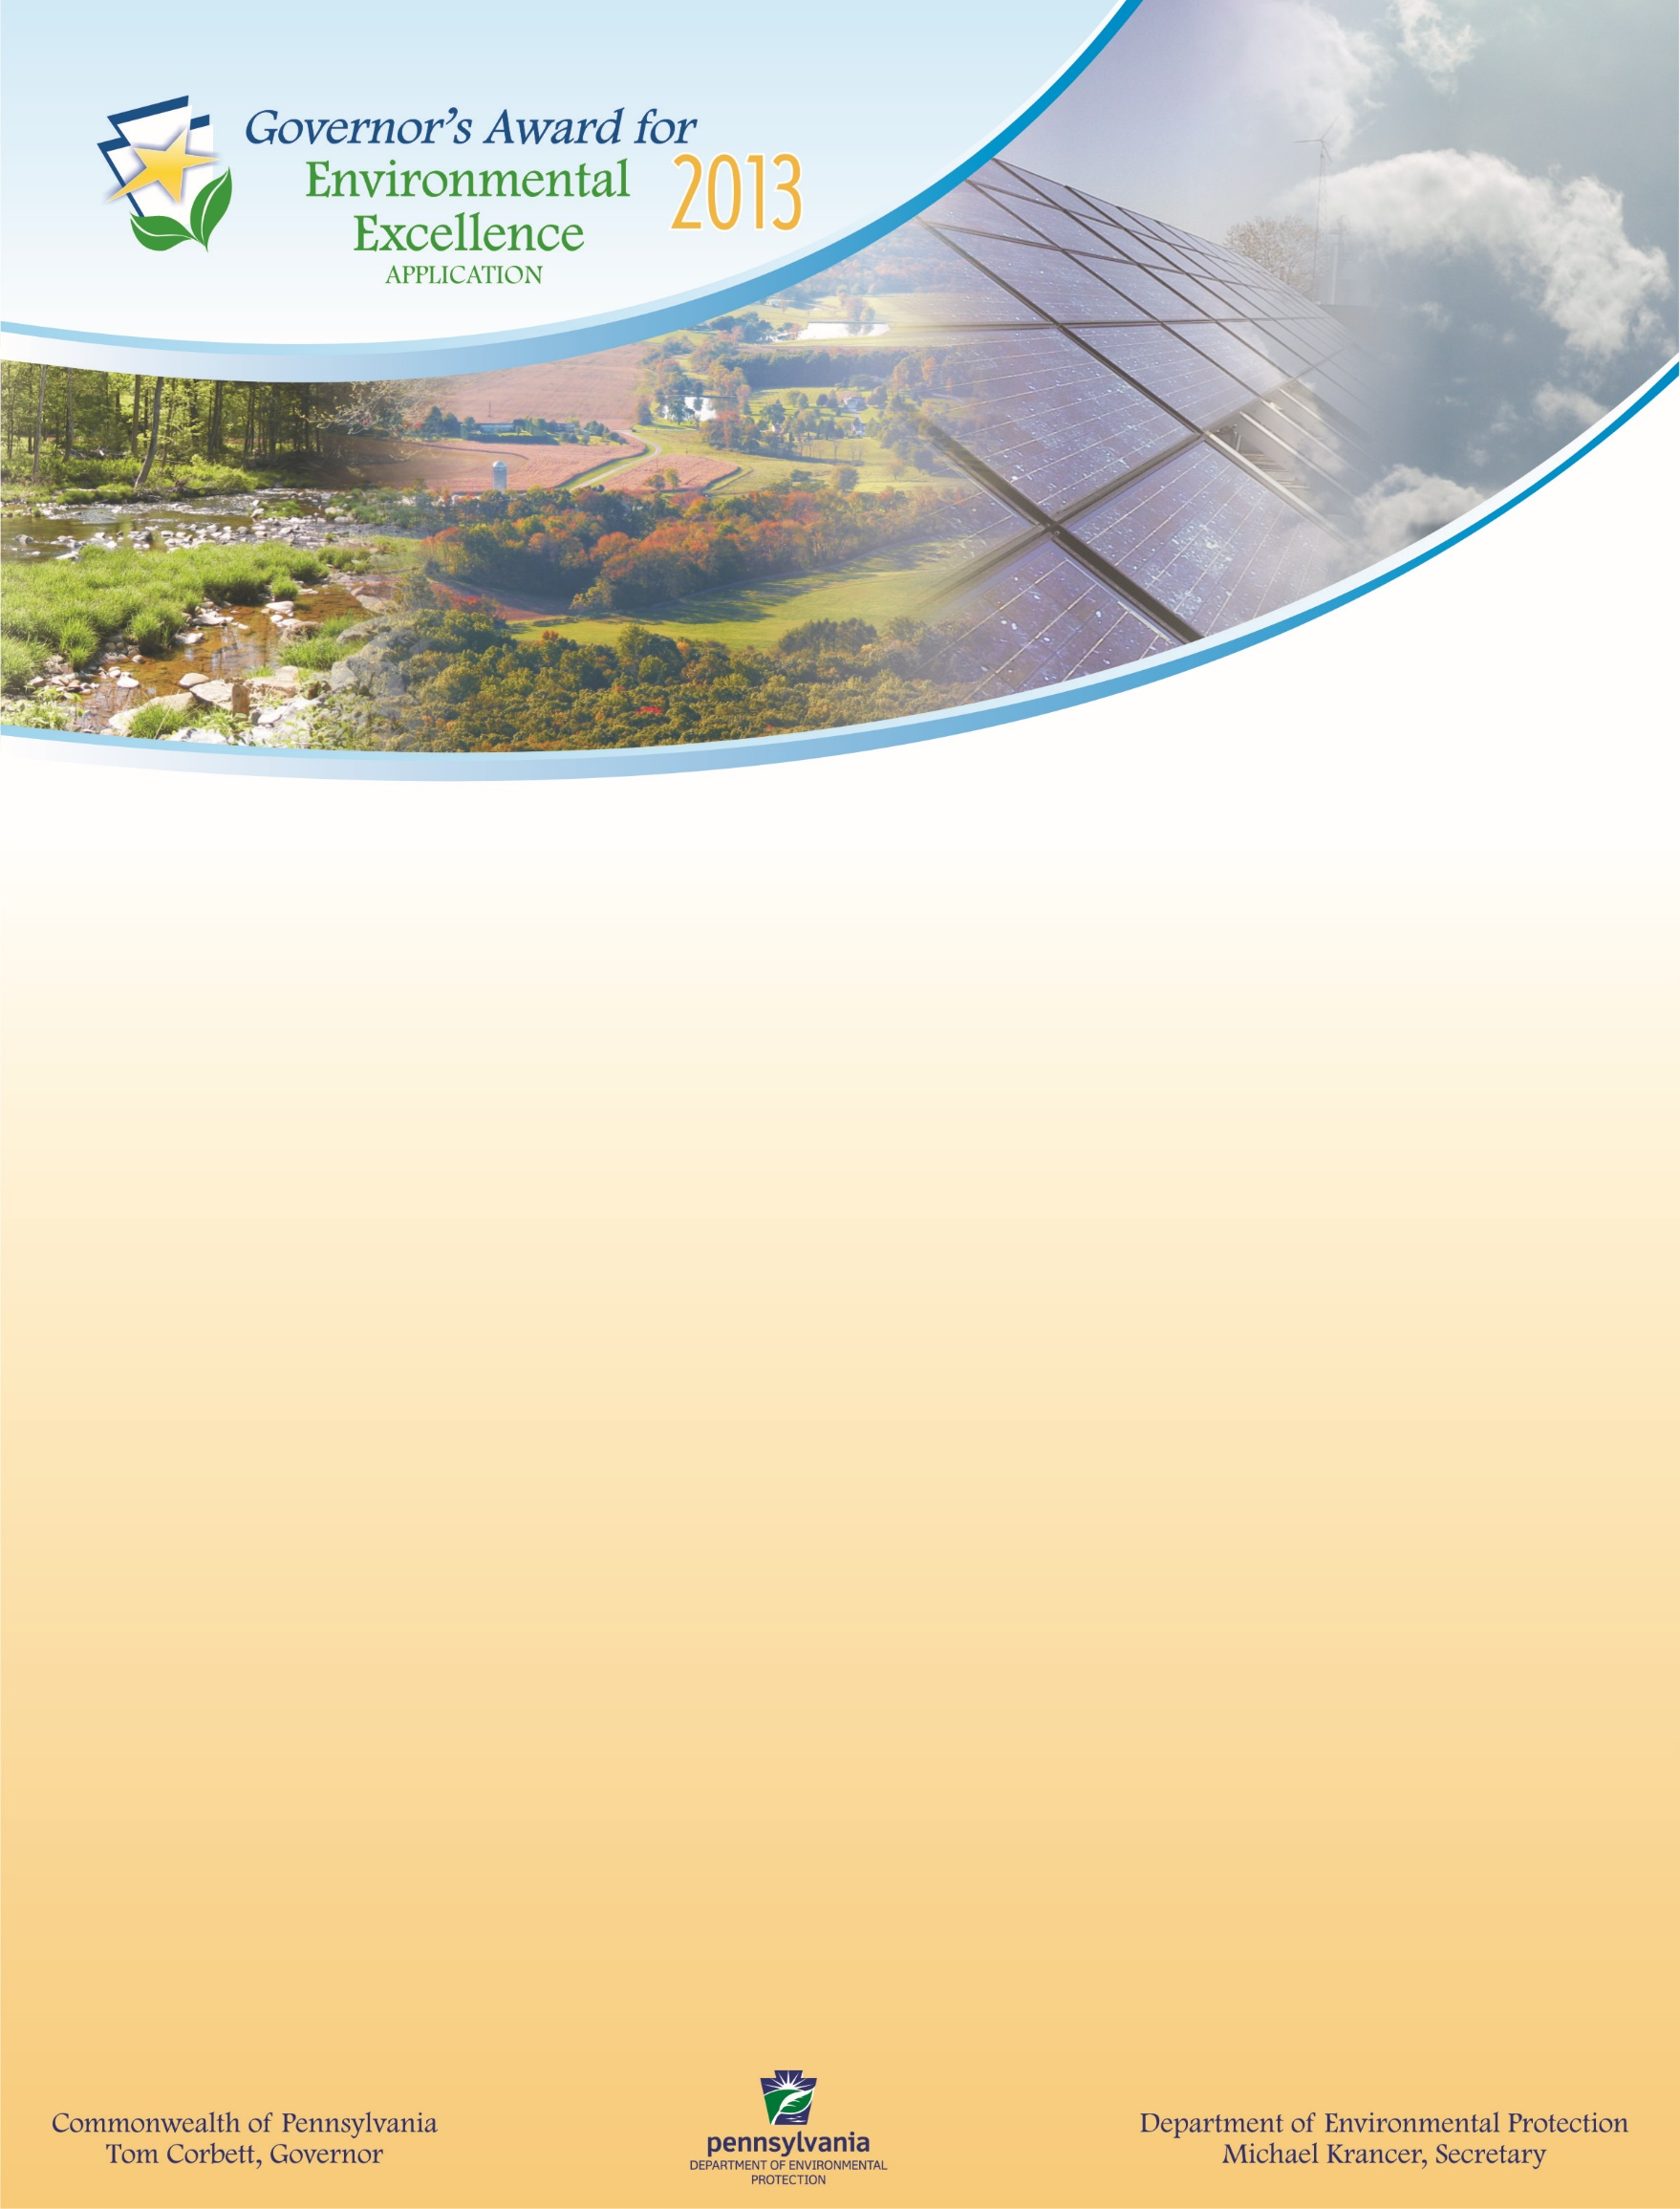 Governor's Award for
Environmental
Excellence
2013
APPLICATION
Commonwealth of Pennsylvania
Tom Corbett, Governor
pennsylvania
DEPARTMENT OF ENVIRONMENTAL
PROTECTION
Department of Environmental Protection
Michael Krancer, Secretary